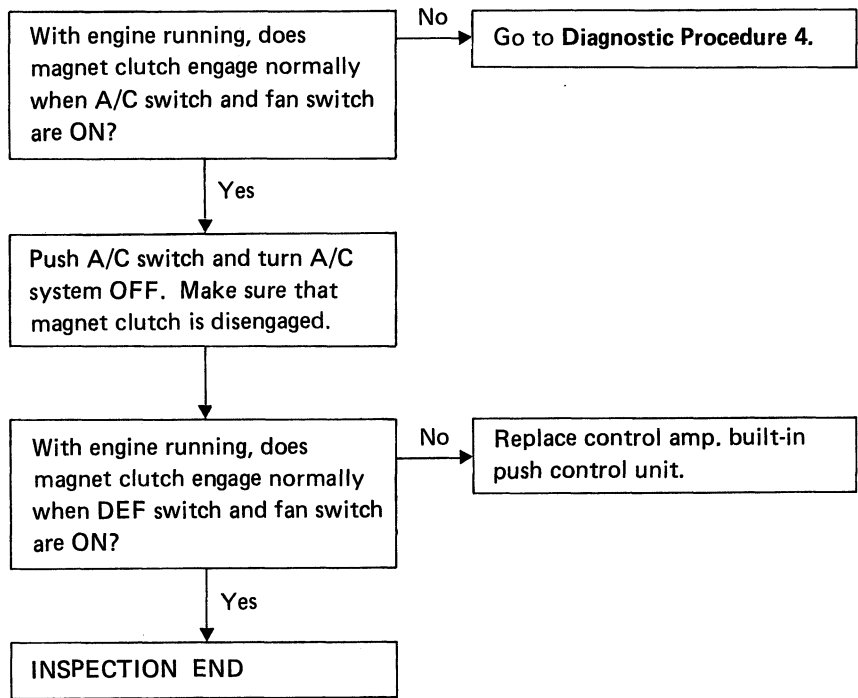 With engine running, does
magnet clutch engage normally
when A/C switch and fan switch
are ON?
No
Go to Diagnostic Procedure 4.
Yes
Push A/C switch and turn A/C
system OFF. Make sure that
magnet clutch is disengaged.
With engine running, does
magnet clutch engage normally
when DEF switch and fan switch
are ON?
No
Replace control amp. built-in
push control unit.
Yes
INSPECTION END